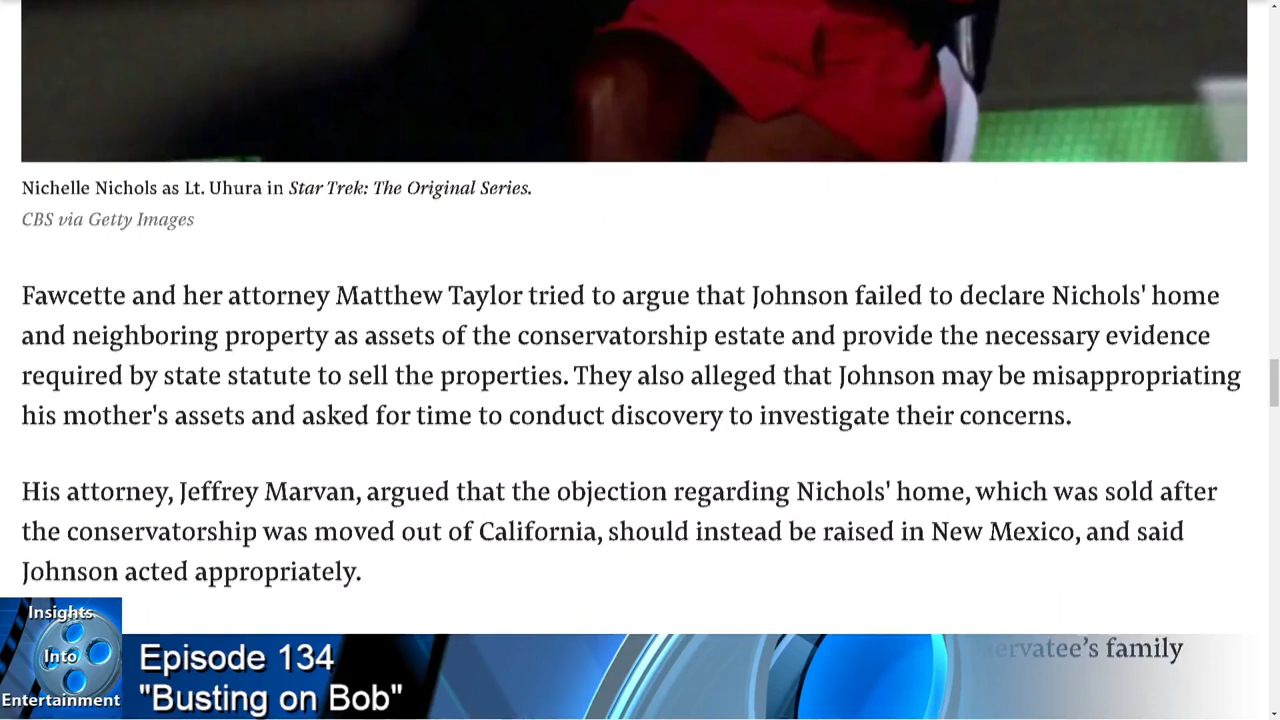 Nichelle Nichols as Lt. Uhura in Star Trek: The Original Series.
CBS via Getty Images
Fawcette and her attorney Matthew Taylor tried to argue that Johnson failed to declare Nichols' home
and neighboring property as assets of the conservatorship estate and provide the necessary evidence
required by state statute to sell the properties. They also alleged that Johnson may be misappropriating
his mother's assets and asked for time to conduct discovery to investigate their concerns.
His attorney, Jeffrey Marvan, argued that the objection regarding Nichols' home, which was sold after
the conservatorship was moved out of California, should instead be raised in New Mexico, and said
Johnson acted appropriately.
family
Insights
Into
Entertainment
Episode 134
"Busting on Bob"